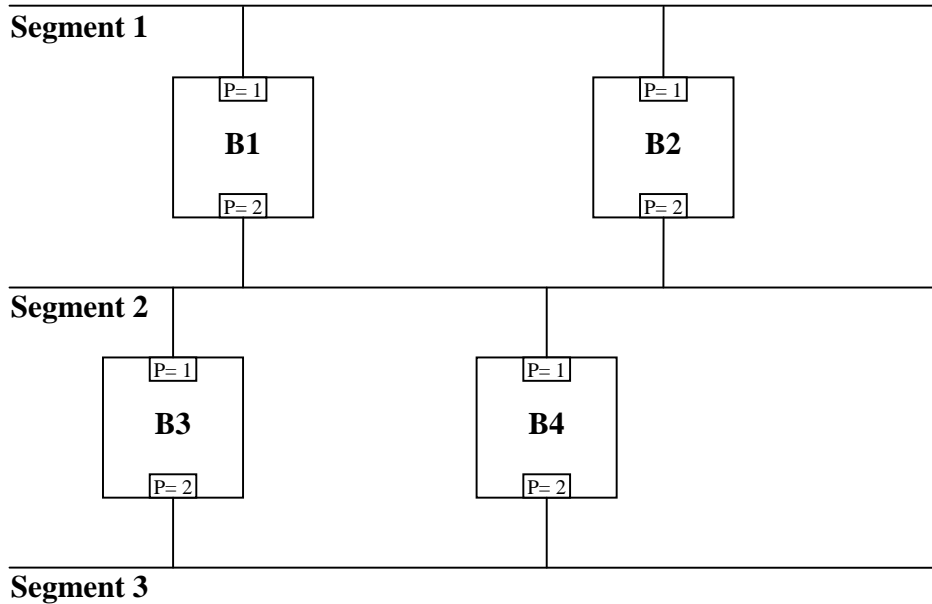 Segment 1
P= 1
P= 1
B1
B2
P= 2
P= 2
Segment 2
P= 1
P= 1
B3
B4
P= 2
P= 2
Segment 3